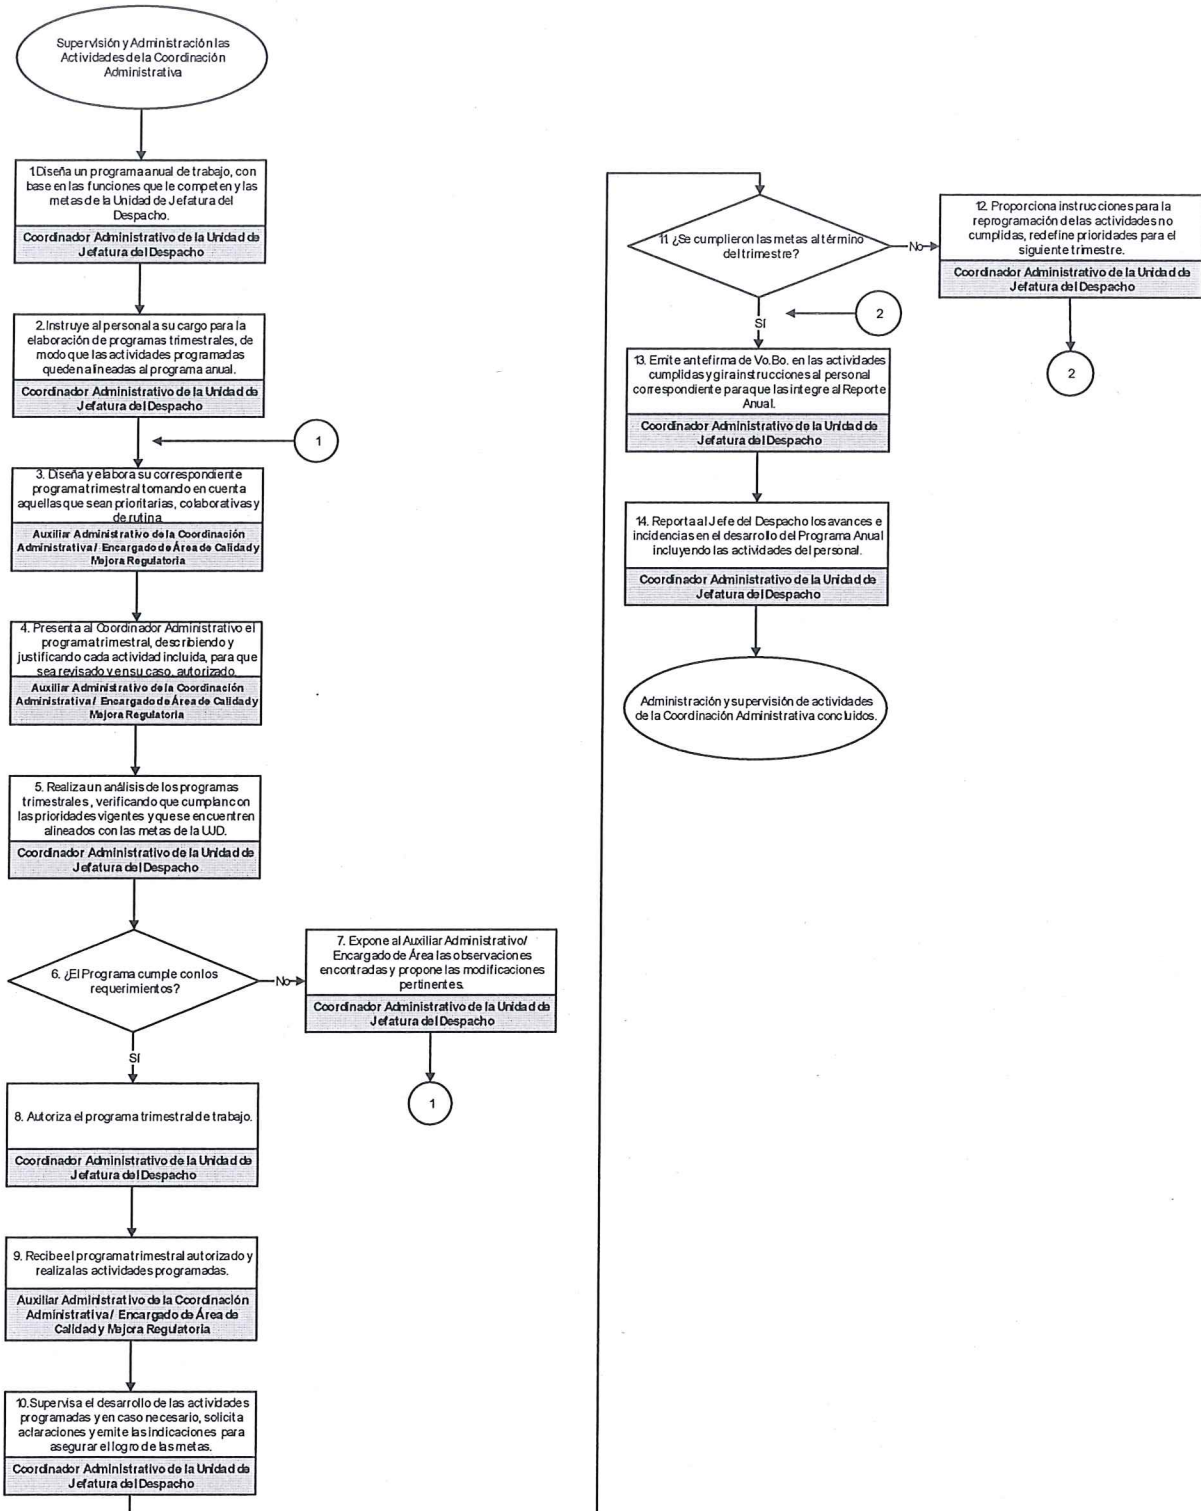 Supervisión y Administración las
Actividades de la Coordinación
Administrativa
1.Diseña un programa anual de trabajo, con
base en las funciones que le competen y las
metas de la Unidad de Jefatura del
Despacho.
Coordinador Administrativo de la Unidad de
Jefatura del Despacho
2.Instruye al personal a su cargo para la
elaboración de programas trimestrales, de
modo que las actividades programadas
queden alineadas al programa anual.
Coordinador Administrativo de la Unidad de
Jefatura del Despacho
1
3. Diseña y elabora su correspondiente
programa trimestral tomando en cuenta
aquellas que sean prioritarias, colaborativas y
de rutina
Auxiliar Administrativo de la Coordinación
Administrativa/ Encargado de Área de Calidad y
Mejora Regulatoria
4. Presenta al Coordinador Administrativo el
programa trimestral, describiendo y
justificando cada actividad incluida, para que
sea revisado y en su caso, autorizado.
Auxiliar Administrativo de la Coordinación
Administrativa/ Encargado de Área de Calidad y
Mejora Regulatoria
5. Realiza un análisis de los programas
trimestrales, verificando que cumplan con
las prioridades vigentes y que se encuentren
alineados con las metas de la UJD.
Coordinador Administrativo de la Unidad de
Jefatura del Despacho
6. ¿El Programa cumple con los
requerimientos?
No
7. Expone al Auxiliar Administrativo/
Encargado de Área las observaciones
encontradas y propone las modificaciones
pertinentes.
Coordinador Administrativo de la Unidad de
Jefatura del Despacho
1
Sí
8. Autoriza el programa trimestral de trabajo.
Coordinador Administrativo de la Unidad de
Jefatura del Despacho
9. Recibe el programa trimestral autorizado y
realiza las actividades programadas.
Auxiliar Administrativo de la Coordinación
Administrativa/ Encargado de Área de
Calidad y Mejora Regulatoria
10.Supervisa el desarrollo de las actividades
programadas y en caso necesario, solicita
aclaraciones y emite las indicaciones para
asegurar el logro de las metas.
Coordinador Administrativo de la Unidad de
Jefatura del Despacho
11 ¿Se cumplieron las metas al término
del trimestre?
No
12. Proporciona instrucciones para la
reprogramación de las actividades no
cumplidas, redefine prioridades para el
siguiente trimestre.
Coordinador Administrativo de la Unidad de
Jefatura del Despacho
2
Sí
2
13. Emite antefirma de Vo.Bo. en las actividades
cumplidas y gira instrucciones al personal
correspondiente para que las integre al Reporte
Anual.
Coordinador Administrativo de la Unidad de
Jefatura del Despacho
14. Reporta al Jefe del Despacho los avances e
incidencias en el desarrollo del Programa Anual
incluyendo las actividades del personal.
Coordinador Administrativo de la Unidad de
Jefatura del Despacho
Administración y supervisión de actividades
de la Coordinación Administrativa concluidos.